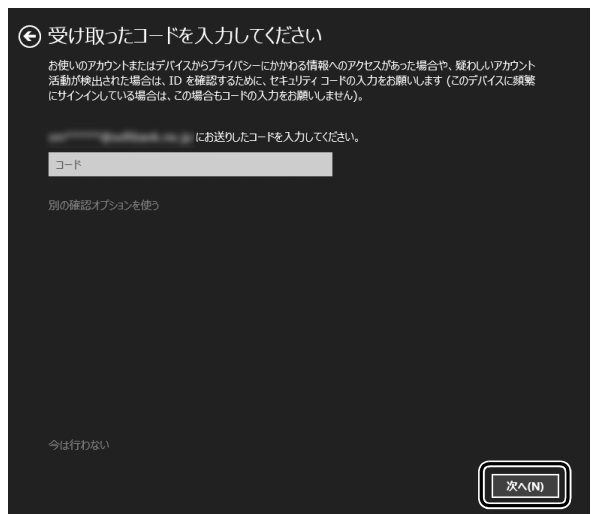 受け取ったコードを入力してください
お使いのアカウントまたはデバイスからプライバシーにかかわる情報へのアクセスがあった場合や、疑わしいアカウント
活動が検出された場合は、ID を確認するために、セキュリティ コードの入力をお願いします (このデバイスに頻繁
にサインインしている場合は、この場合もコードの入力をお願いしません)。
にお送りしたコードを入力してください。
コード
別の確認オプションを使う
今は行わない
次へ(N)